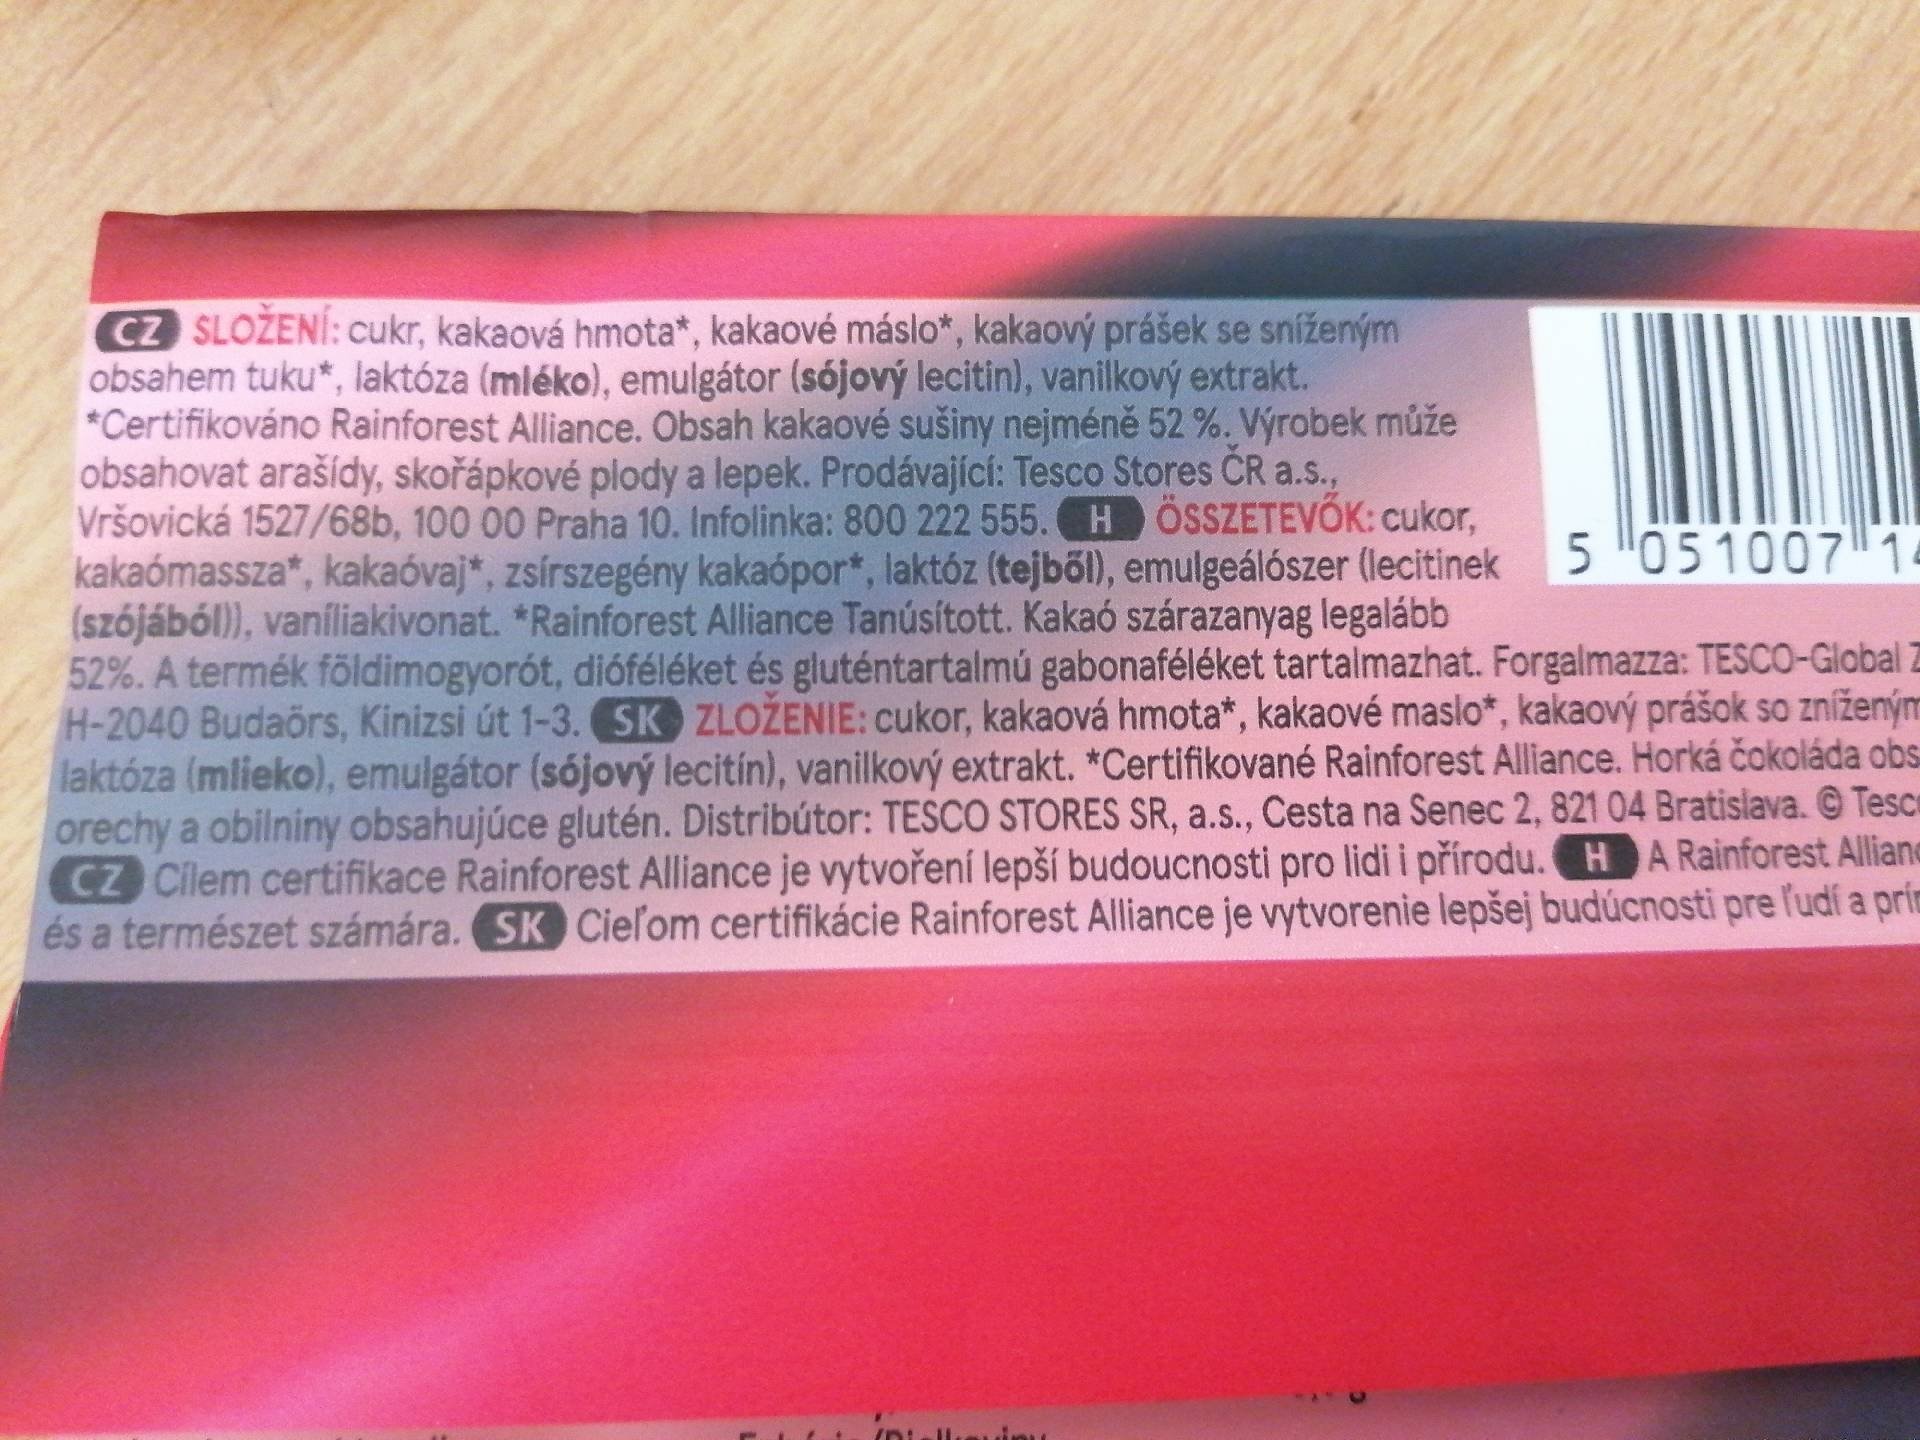 CZ SLOŽENÍ: cukr, kakaová hmota*, kakaové máslo*, kakaový prášek se sníženým
obsahem tuku*, laktóza (mléko), emulgátor (sójový lecitin), vanilkový extrakt.
*Certifikováno Rainforest Alliance. Obsah kakaové sušiny nejméně 52 %. Výrobek může
obsahovat arašídy, skořápkové plody a lepek. Prodávající: Tesco Stores ČR a.s.,
Vršovická 1527/68b, 100 00 Praha 10. Infolinka: 800 222 555. H ÖSSZETEVŐK: cukor,
kakaómassza*, kakaóvaj*, zsírszegény kakaópor*, laktóz (tejből), emulgeálószer (lecitinek
(szójából)), vaníliakivonat. *Rainforest Alliance Tanúsított. Kakaó szárazanyag legalább
52%. A termék földimogyorót, dióféléket és gluténtartalmú gabonaféléket tartalmazhat. Forgalmazza: TESCO-Global
H-2040 Budaörs, Kinizsi út 1-3. SK ZLOŽENIE: cukor, kakaová hmota*, kakaové maslo*, kakaový prášok so zníženým
laktóza (mlieko), emulgátor (sójový lecitín), vanilkový extrakt. *Certifikované Rainforest Alliance. Horká čokoláda obs
orechy a obilniny obsahujúce glutén. Distribútor: TESCO STORES SR, a.s., Cesta na Senec 2, 821 04 Bratislava. © Tesc
CZ Cílem certifikace Rainforest Alliance je vytvoření lepší budoucnosti pro lidi i přírodu. H A Rainforest Allian
és a természet számára. SK Cieľom certifikácie Rainforest Alliance je vytvorenie lepšej budúcnosti pre ľudí a prír
5 051007 14